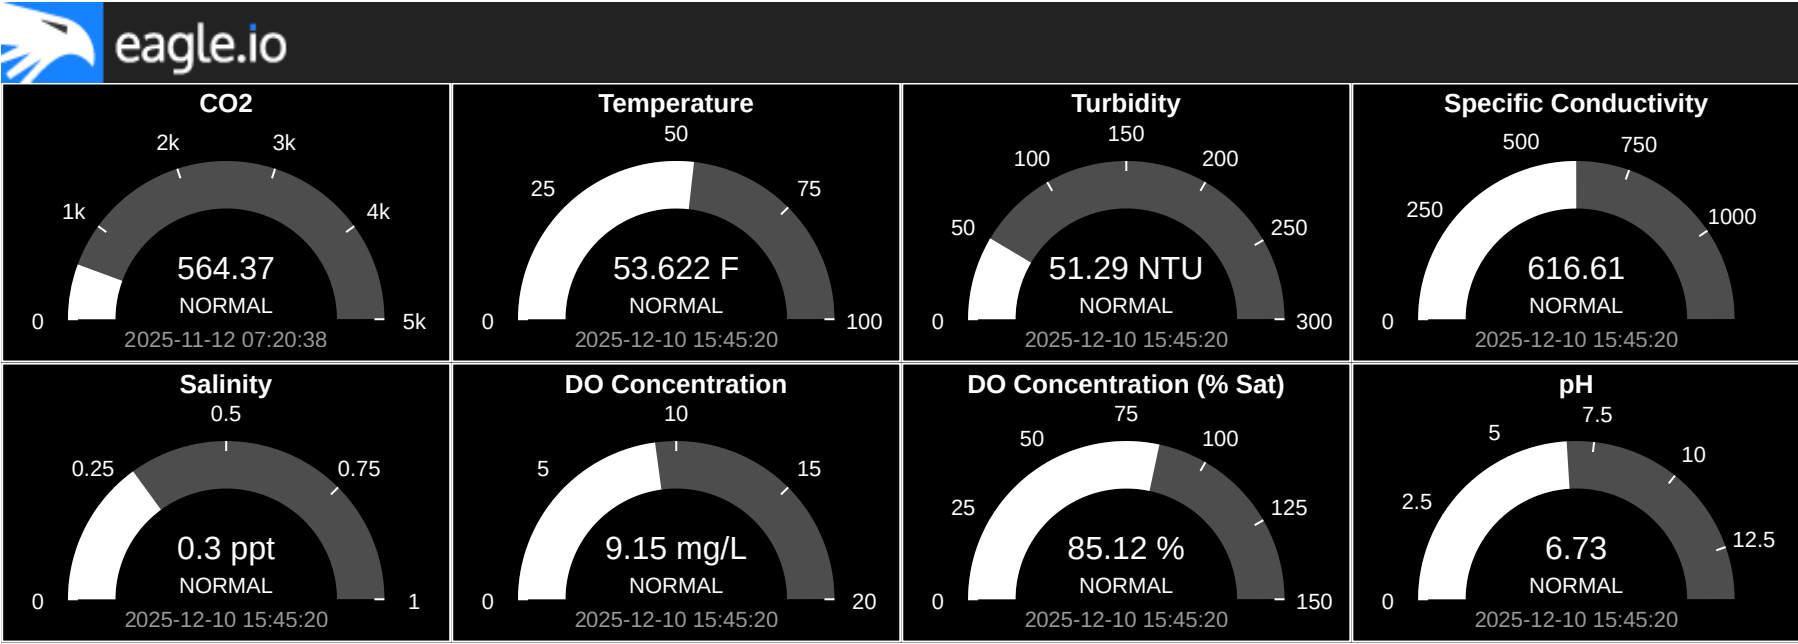 eagle.io
CO2
2k
3k
1k
4k
564.37
NORMAL
0
5k
2025-11-12 07:20:38
Temperature
50
25
75
53.622 F
NORMAL
0
100
2025-12-10 15:45:20
Turbidity
150
100
200
50
250
51.29 NTU
NORMAL
0
300
2025-12-10 15:45:20
Specific Conductivity
500
750
250
1000
616.61
NORMAL
0
2025-12-10 15:45:20
Salinity
0.5
0.25
0.75
0.3 ppt
NORMAL
0
1
2025-12-10 15:45:20
DO Concentration
10
5
15
9.15 mg/L
NORMAL
0
20
2025-12-10 15:45:20
DO Concentration (% Sat)
75
50
100
25
125
85.12 %
NORMAL
0
150
2025-12-10 15:45:20
pH
7.5
5
10
2.5
12.5
6.73
NORMAL
0
2025-12-10 15:45:20